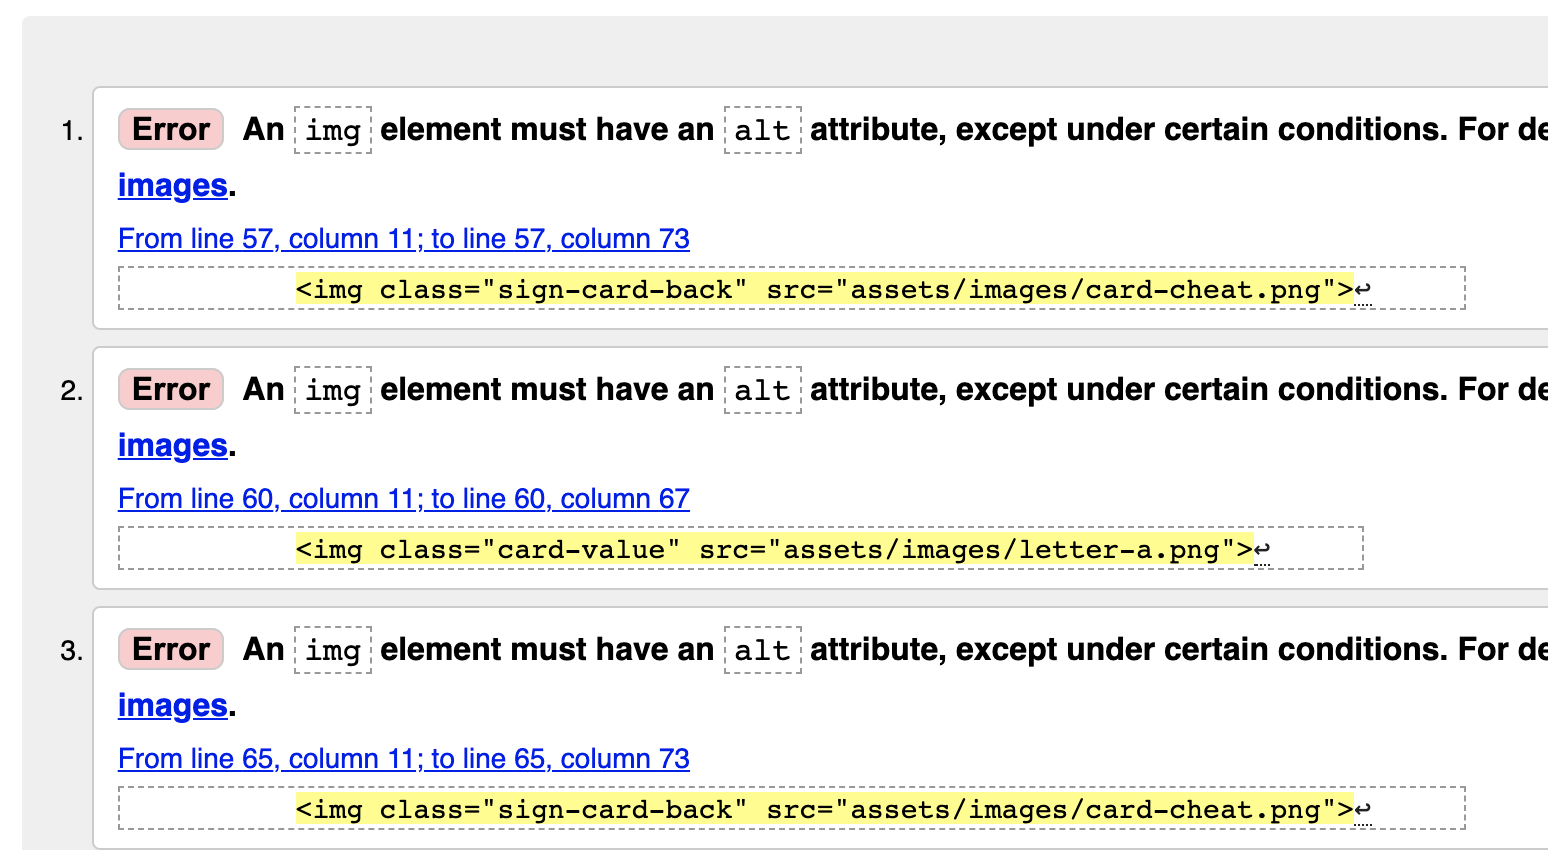 1. Error An img element must have an alt attribute, except under certain conditions. For de
images.
From line 57, column 11; to line 57, column 73
<img class="sign-card-back" src="assets/images/card-cheat.png">↩
2. Error An img element must have an alt attribute, except under certain conditions. For de
images.
From line 60, column 11; to line 60, column 67
<img class="card-value" src="assets/images/letter-a.png">↩
3. Error An img element must have an alt attribute, except under certain conditions. For de
images.
From line 65, column 11; to line 65, column 73
<img class="sign-card-back" src="assets/images/card-cheat.png">↩